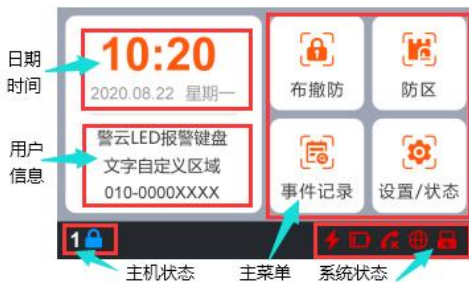 日期
时间
10:20
2020.08.22 星期一
用户
信息
警云LED报警键盘
文字自定义区域
010-0000XXXX
布撤防
防区
事件记录
设置/状态
1
主机状态
主菜单
系统状态